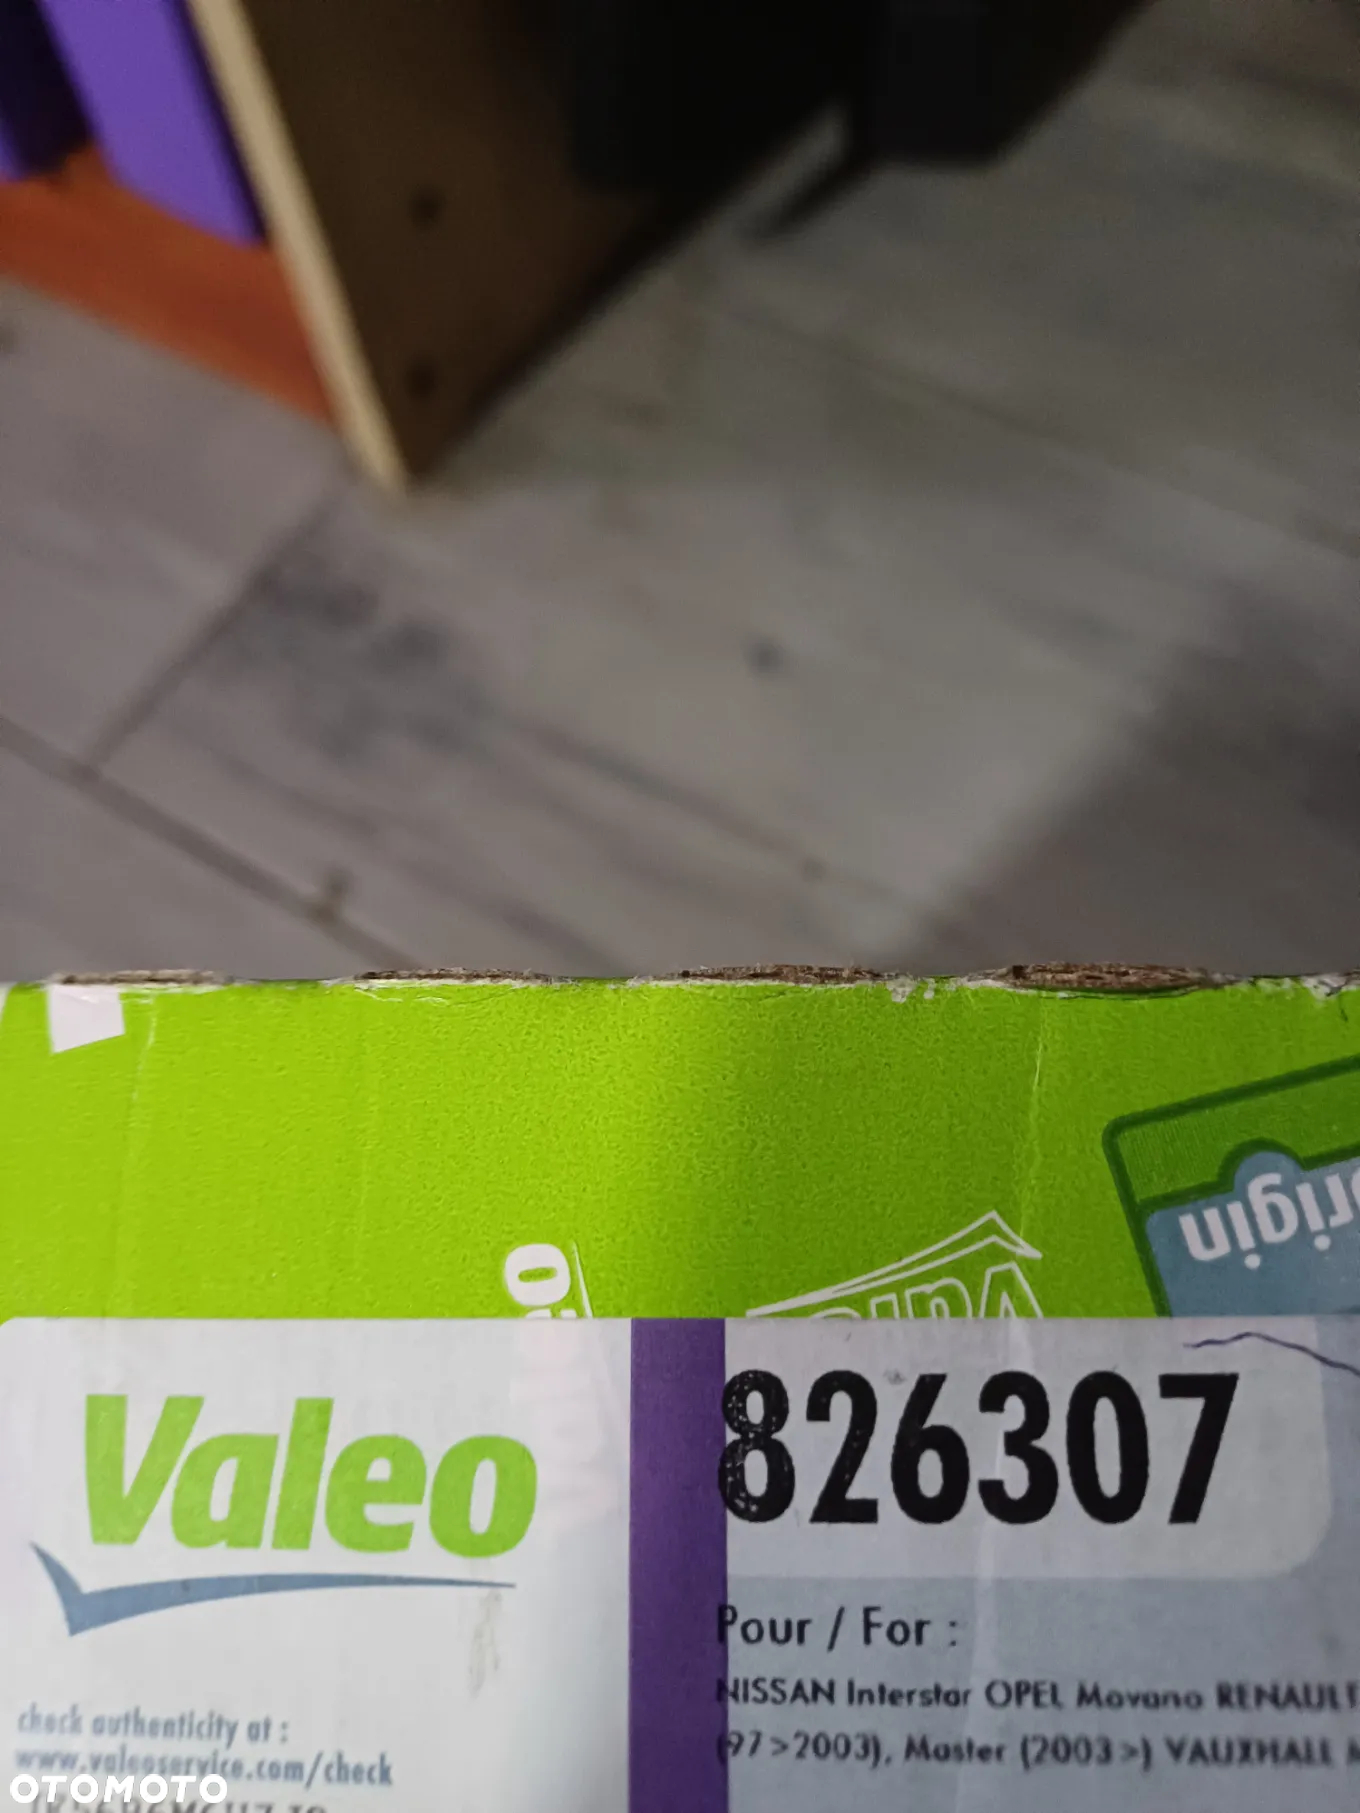 origin
Valeo
826307
Pour / For :
NISSAN Interstar OPEL Movano RENAULT
(97>2003), Master (2003>) VAUXHALL
check authenticity at :
www.valeoservice.com/check
OTOMOTO